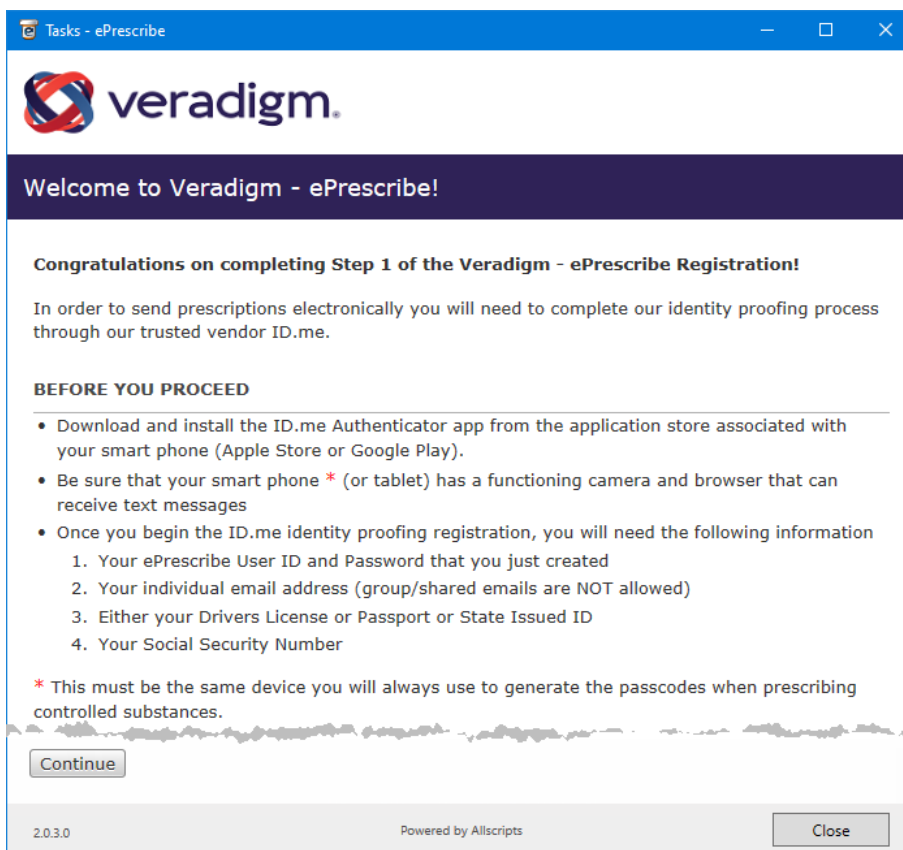 Tasks - ePrescribe
veradigm.
Welcome to Veradigm - ePrescribe!
Congratulations on completing Step 1 of the Veradigm - ePrescribe Registration!
In order to send prescriptions electronically you will need to complete our identity proofing process
through our trusted vendor ID.me.
BEFORE YOU PROCEED
• Download and install the ID.me Authenticator app from the application store associated with
your smart phone (Apple Store or Google Play).
• Be sure that your smart phone * (or tablet) has a functioning camera and browser that can
receive text messages
• Once you begin the ID.me identity proofing registration, you will need the following information
1. Your ePrescribe User ID and Password that you just created
2. Your individual email address (group/shared emails are NOT allowed)
3. Either your Drivers License or Passport or State Issued ID
4. Your Social Security Number
* This must be the same device you will always use to generate the passcodes when prescribing
controlled substances.
Continue
2.0.3.0
Powered by Allscripts
Close